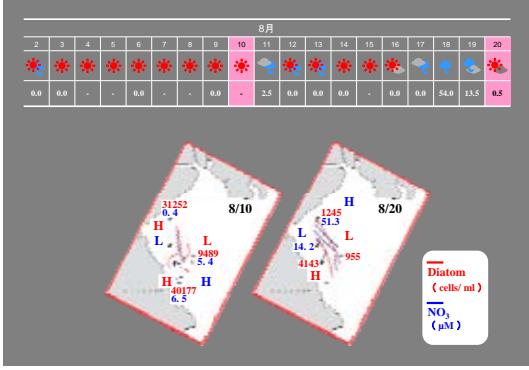 8月
2 3 4 5 6 7 8 9 10 11 12 13 14 15 16 17 18 19 20
0.0 0.0 - - 0.0 - 0.0 - 2.5 0.0 0.0 0.0 - 0.0 0.0 54.0 13.5 0.5
8/10
31252
0.4
H
L
L
9489
5.4
H
H
40177
6.5
8/20
H
1245
51.3
L
14.2
L
955
4143
H
Diatom
(cells/ ml)
NO3
(μM)